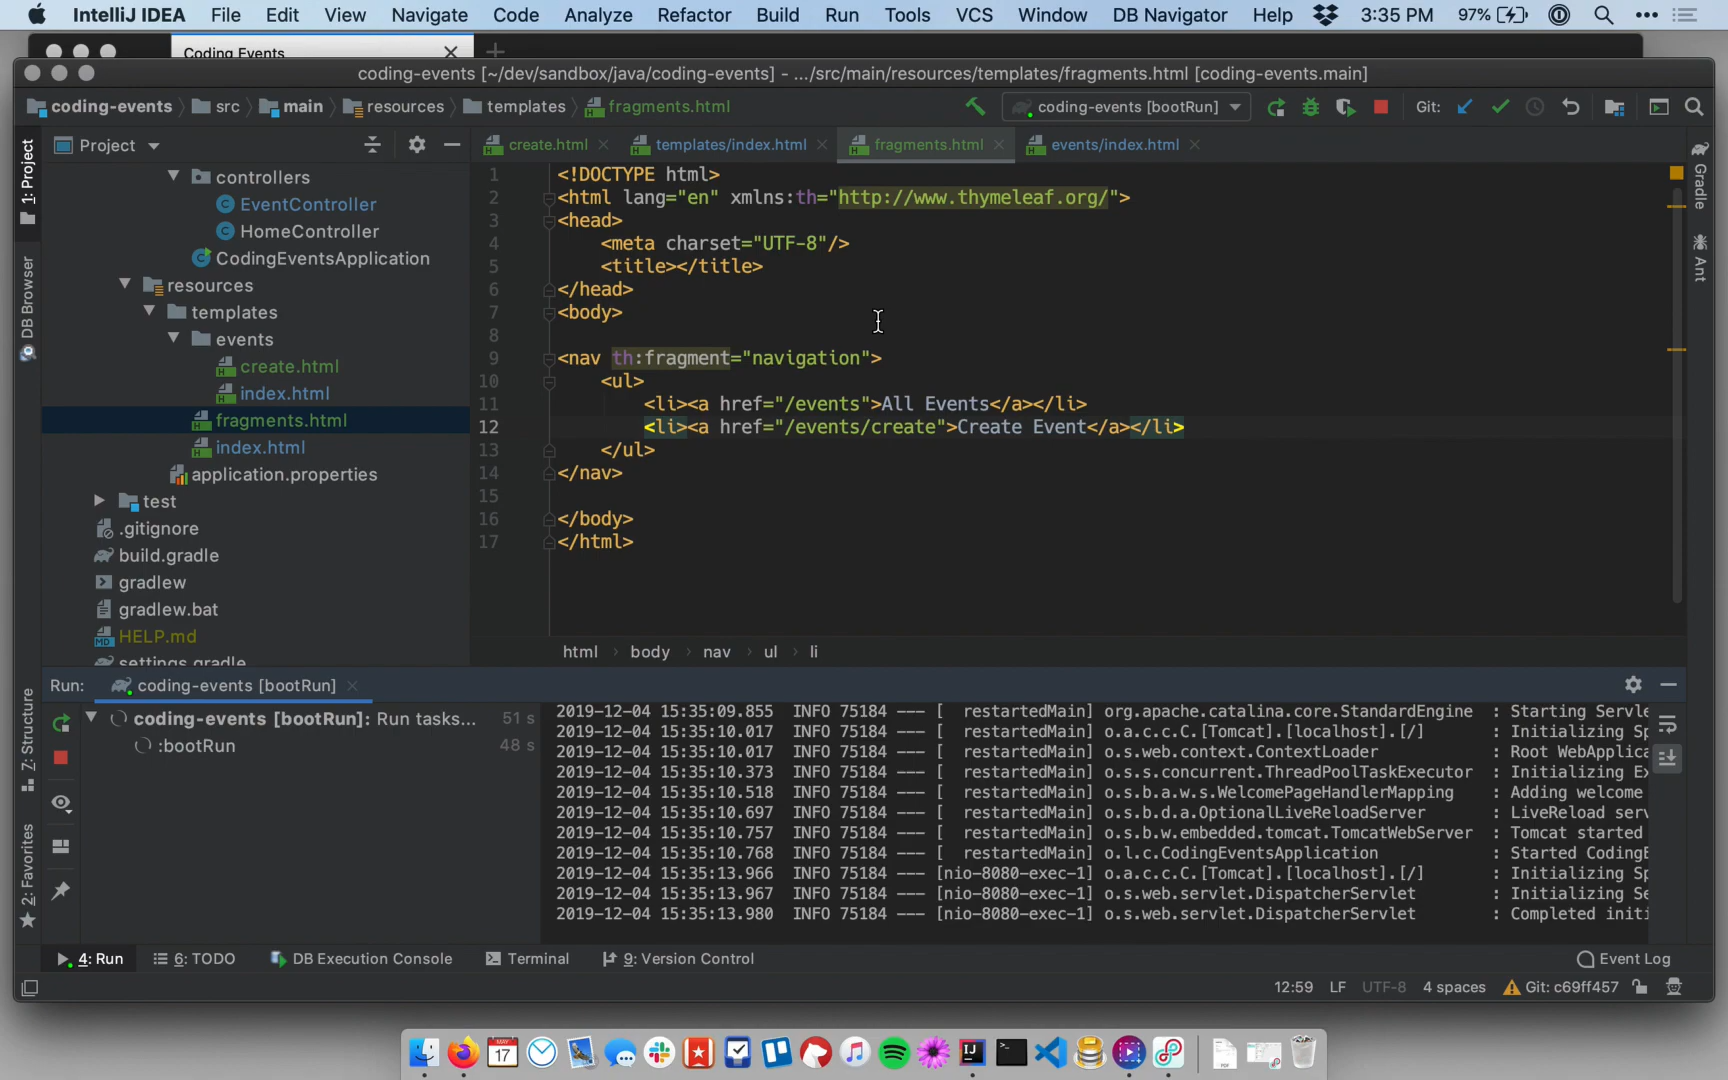 IntelliJ IDEA File Edit View Navigate Code Analyze Refactor Build Run Tools VCS Window DB Navigator Help 3:35 PM 97%
Coding Events
coding-events [~/dev/sandbox/java/coding-events] - .../src/main/resources/templates/fragments.html [coding-events.main]
coding-events src main resources templates fragments.html coding-events [bootRun] Git:
Project create.html templates/index.html fragments.html events/index.html
1: Project
DB Browser
7: Structure
2: Favorites
Gradle
Ant
controllers
EventController
HomeController
CodingEventsApplication
resources
templates
events
create.html
index.html
fragments.html
index.html
application.properties
test
.gitignore
build.gradle
gradlew
gradlew.bat
HELP.md
settings.gradle
1 <!DOCTYPE html>
2 <html lang="en" xmlns:th="http://www.thymeleaf.org/">
3 <head>
4 <meta charset="UTF-8"/>
5 <title></title>
6 </head>
7 <body>
8
9 <nav th:fragment="navigation">
10 <ul>
11 <li><a href="/events">All Events</a></li>
12 <li><a href="/events/create">Create Event</a></li>
13 </ul>
14 </nav>
15
16 </body>
17 </html>
html body nav ul li
Run: coding-events [bootRun]
coding-events [bootRun]: Run tasks... 51 s
:bootRun 48 s
2019-12-04 15:35:09.855 INFO 75184 --- [ restartedMain] org.apache.catalina.core.StandardEngine : Starting Servle
2019-12-04 15:35:10.017 INFO 75184 --- [ restartedMain] o.a.c.c.C.[Tomcat].[localhost].[/] : Initializing Sp
2019-12-04 15:35:10.017 INFO 75184 --- [ restartedMain] o.s.web.context.ContextLoader : Root WebApplica
2019-12-04 15:35:10.373 INFO 75184 --- [ restartedMain] o.s.s.concurrent.ThreadPoolTaskExecutor : Initializing Ex
2019-12-04 15:35:10.518 INFO 75184 --- [ restartedMain] o.s.b.a.w.s.WelcomePageHandlerMapping : Adding welcome
2019-12-04 15:35:10.697 INFO 75184 --- [ restartedMain] o.s.b.d.a.OptionalLiveReloadServer : LiveReload serv
2019-12-04 15:35:10.757 INFO 75184 --- [ restartedMain] o.s.b.w.embedded.tomcat.TomcatWebServer : Tomcat started
2019-12-04 15:35:10.768 INFO 75184 --- [ restartedMain] o.l.c.CodingEventsApplication : Started CodingE
2019-12-04 15:35:13.966 INFO 75184 --- [nio-8080-exec-1] o.a.c.c.C.[Tomcat].[localhost].[/] : Initializing Sp
2019-12-04 15:35:13.967 INFO 75184 --- [nio-8080-exec-1] o.s.web.servlet.DispatcherServlet : Initializing Se
2019-12-04 15:35:13.980 INFO 75184 --- [nio-8080-exec-1] o.s.web.servlet.DispatcherServlet : Completed initi
4: Run 6: TODO DB Execution Console Terminal 9: Version Control Event Log
12:59 LF UTF-8 4 spaces Git: c69ff457
MAY
17